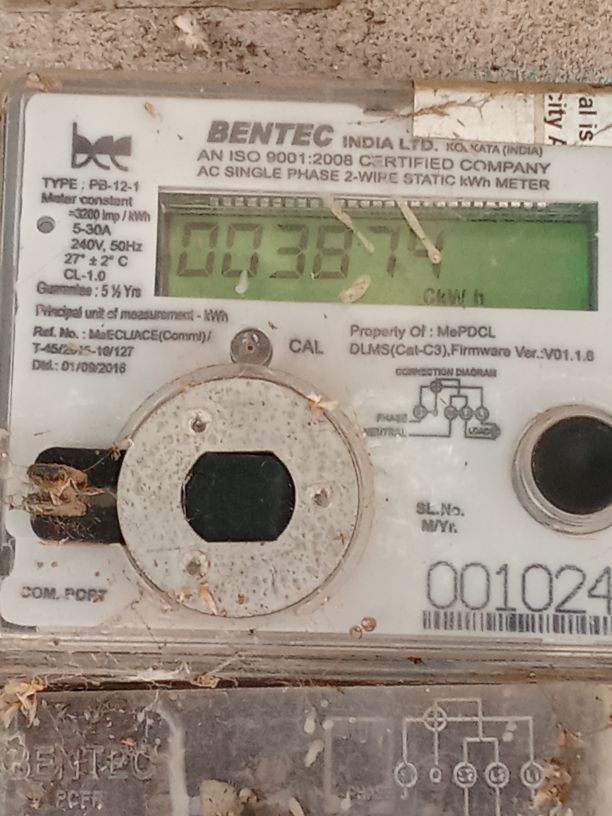 bec
BENTEC INDIA LTD. KOLKATA (INDIA)
AN ISO 9001:2008 CERTIFIED COMPANY
AC SINGLE PHASE 2-WIRE STATIC kWh METER
TYPE : PB-12-1
Meter constant
=3200 imp / kWh
5-30A
240V, 50Hz
27° ± 2° C
CL-1.0
Guarantee : 5 ½ Yrs
003874
CkW h
Principal unit of measurement - kWh
Dtd.: 01/09/2016
CAL
Property Of : MePDCL
DLMS(Cat-C3),Firmware Ver.:V01.1.6
CONNECTION DIAGRAM
PHASE
NEUTRAL
LOAD
SL.No.
M/Yr.
COM. PORT
001024
BENTEC